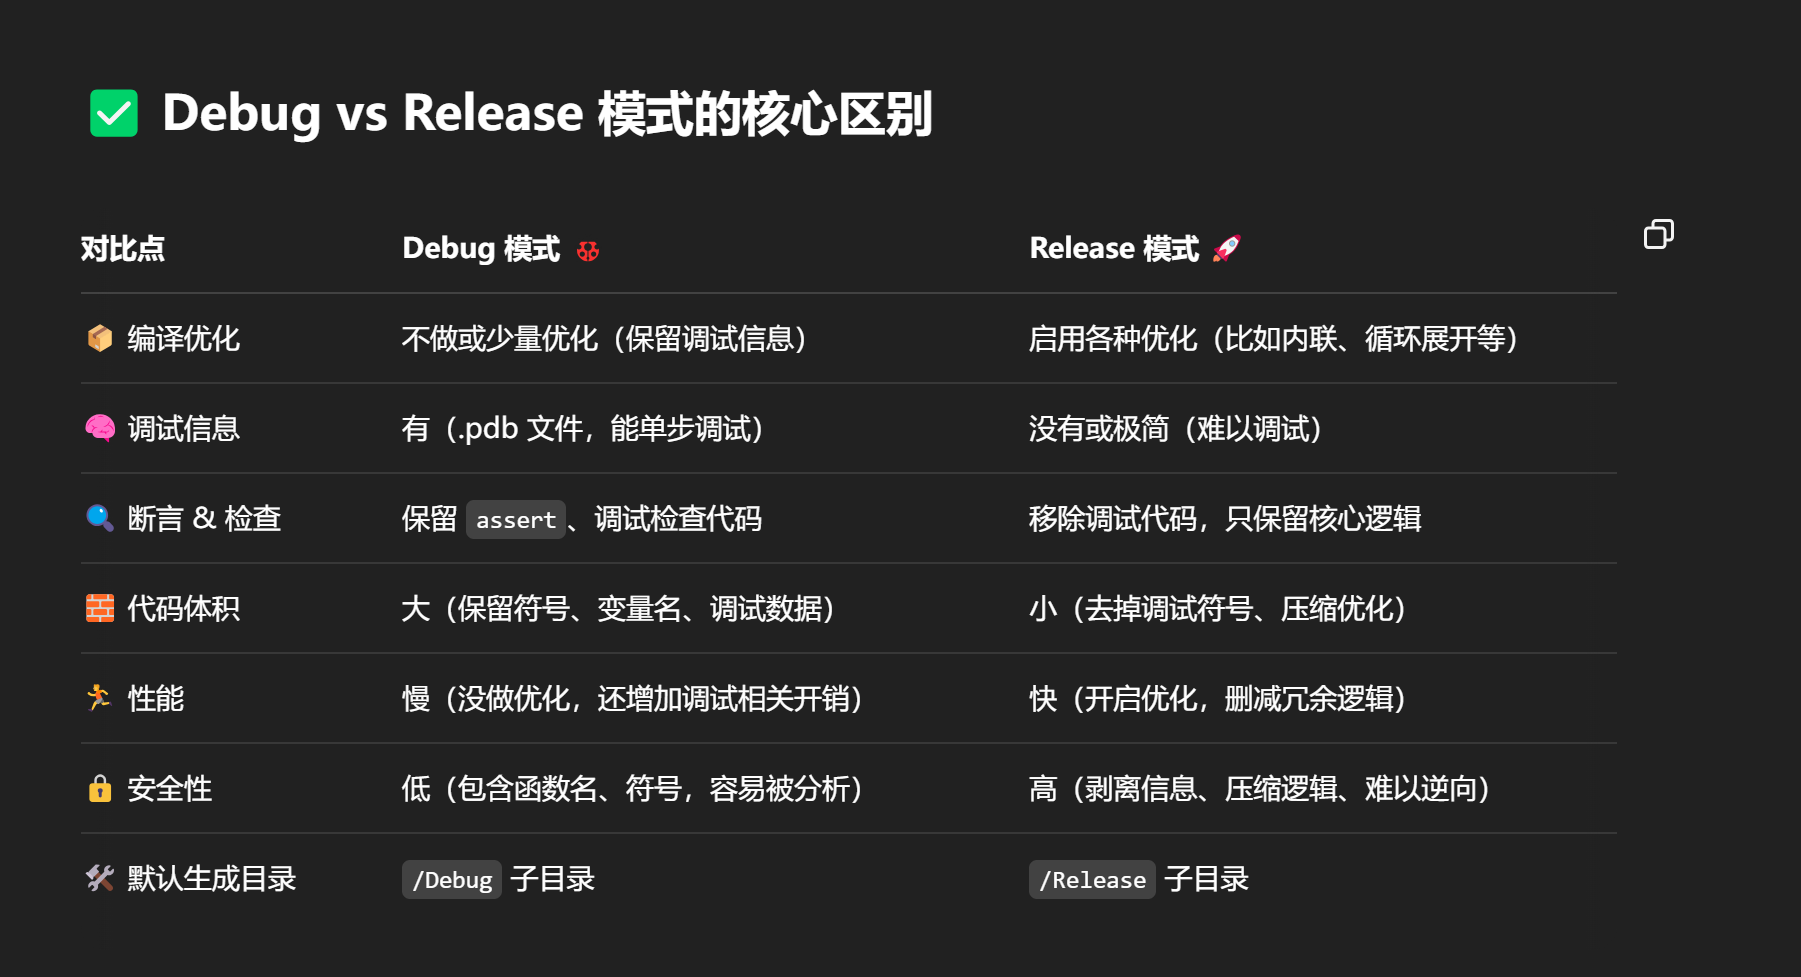 ✅ Debug vs Release 模式的核心区别
对比点 Debug 模式 🐞 Release 模式 🚀
📦 编译优化 不做或少量优化（保留调试信息） 启用各种优化（比如内联、循环展开等）
🧠 调试信息 有（.pdb 文件，能单步调试） 没有或极简（难以调试）
🔍 断言 & 检查 保留 assert、调试检查代码 移除调试代码，只保留核心逻辑
🧱 代码体积 大（保留符号、变量名、调试数据） 小（去掉调试符号、压缩优化）
🏃 性能 慢（没做优化，还增加调试相关开销） 快（开启优化，删减冗余逻辑）
🔒 安全性 低（包含函数名、符号，容易被分析） 高（剥离信息、压缩逻辑、难以逆向）
🛠 默认生成目录 /Debug 子目录 /Release 子目录